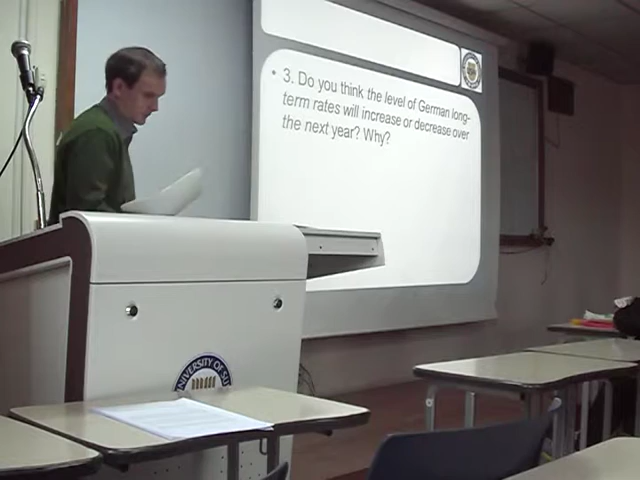 • 3. Do you think the level of German long-
term rates will increase or decrease over
the next year? Why?
UNIVERSITY OF SU